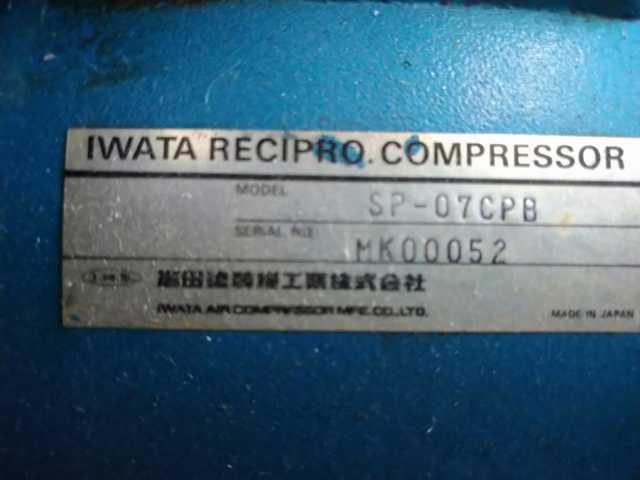 IWATA RECIPRO. COMPRESSOR
MODEL SP-07CPB
SERIAL NO. MK00052
岩田塗装機工業株式会社
IWATA AIR COMPRESSOR MFG. CO., LTD. MADE IN JAPAN